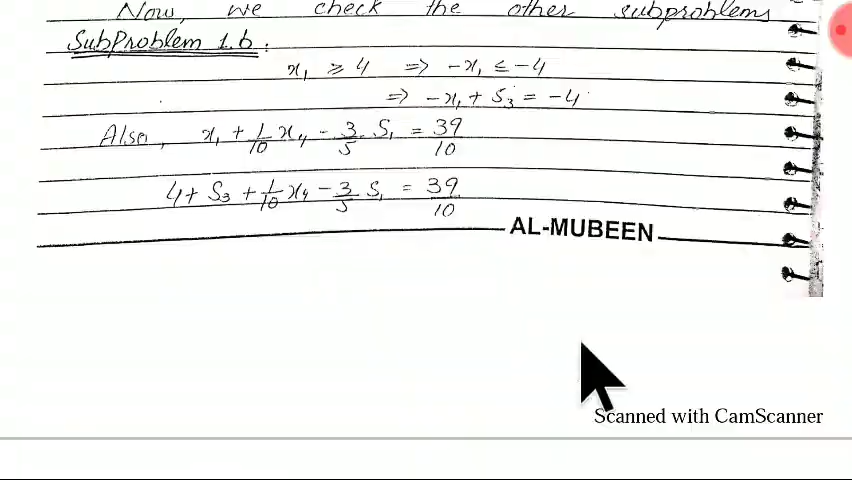 Now, we check the other subproblems
SubProblem 1.b:
x₁ ≥ 4 ⇒ -x₁ ≤ -4
⇒ -x₁ + S₃ = -4
Also, x₁ + 1/10 x₄ - 3/5 S₁ = 39/10
4 + S₃ + 1/10 x₄ - 3/5 S₁ = 39/10
AL-MUBEEN
Scanned with CamScanner